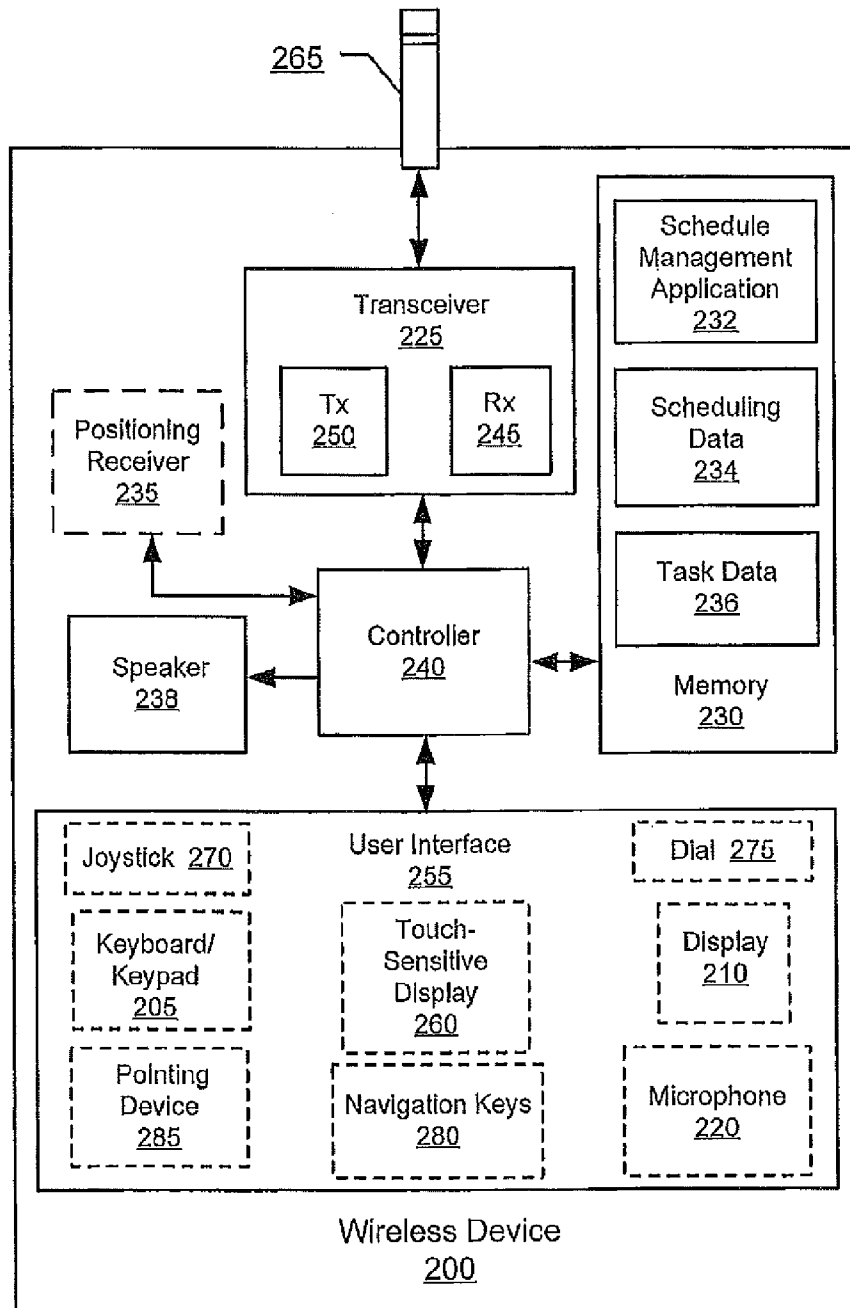 265
Schedule
Management
Application
232
Transceiver
225
Tx
250
Rx
245
Scheduling
Data
234
Positioning
Receiver
235
Task Data
236
Controller
240
Speaker
238
Memory
230
Joystick 270
User Interface
255
Dial 275
Keyboard/
Keypad
205
Touch-
Sensitive
Display
260
Display
210
Pointing
Device
285
Navigation Keys
280
Microphone
220
Wireless Device
200